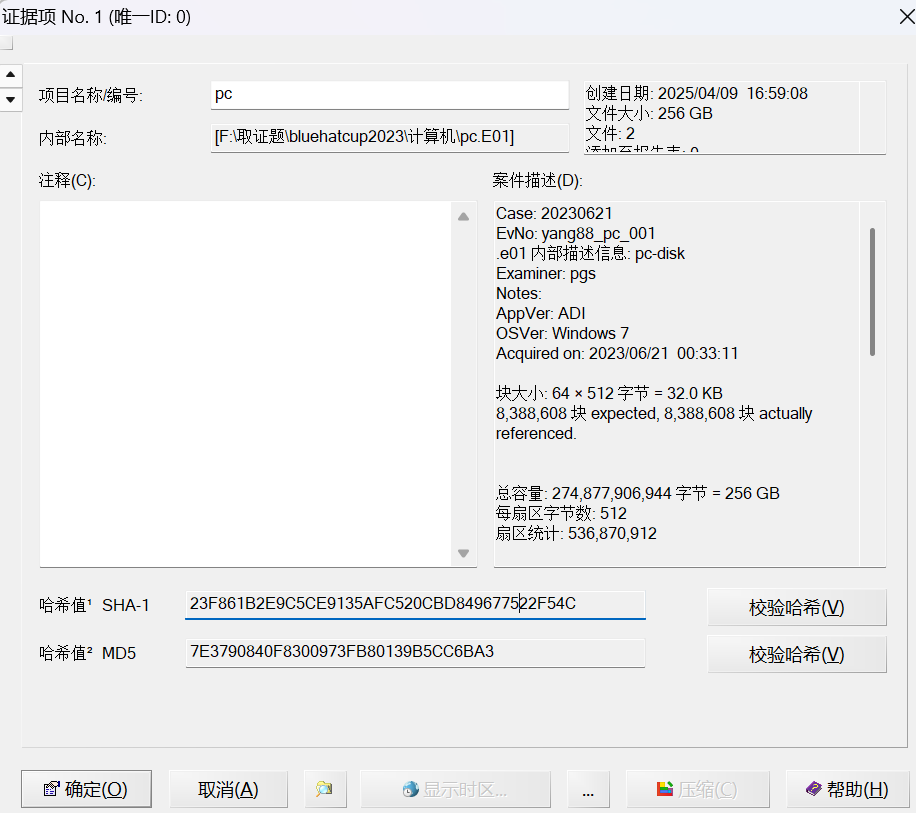 证据项 No. 1 (唯一ID: 0)
项目名称/编号:
pc
内部名称:
[F:\取证题\bluehatcup2023\计算机\pc.E01]
创建日期: 2025/04/09 16:59:08
文件大小: 256 GB
文件: 2
添加至报告表: 0
注释(C):
案件描述(D):
Case: 20230621
EvNo: yang88_pc_001
.e01 内部描述信息: pc-disk
Examiner: pgs
Notes:
AppVer: ADI
OSVer: Windows 7
Acquired on: 2023/06/21 00:33:11
块大小: 64 × 512 字节 = 32.0 KB
8,388,608 块 expected, 8,388,608 块 actually
referenced.
总容量: 274,877,906,944 字节 = 256 GB
每扇区字节数: 512
扇区统计: 536,870,912
哈希值¹ SHA-1
23F861B2E9C5CE9135AFC520CBD849677522F54C
校验哈希(V)
哈希值² MD5
7E3790840F8300973FB80139B5CC6BA3
校验哈希(V)
确定(O)
取消(A)
显示时区...
...
压缩(C)
帮助(H)